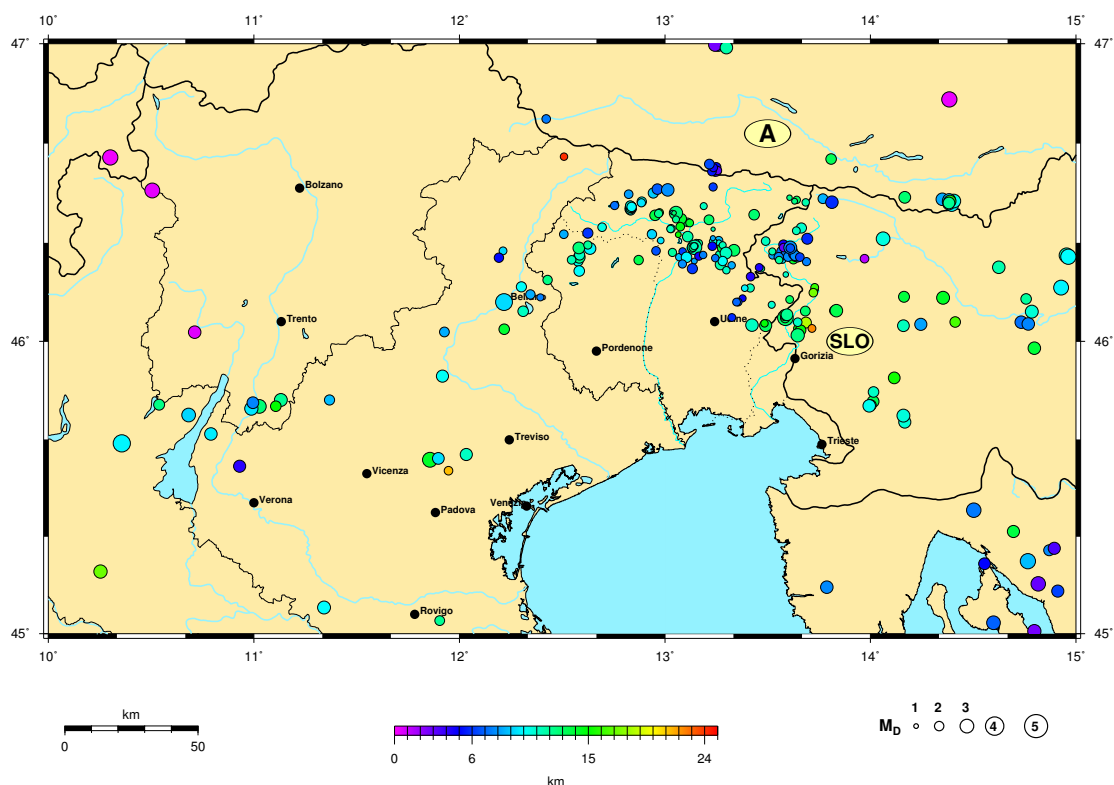 10° 11° 12° 13° 14° 15°
47° 47°
A
Bolzano
Trento
Udine
SLO
46° 46°
Pordenone
Gorizia
Treviso
Trieste
Vicenza
Verona
Venezia
Padova
Rovigo
45° 45°
10° 11° 12° 13° 14° 15°
km
0 50
0 6 15 24
km
1 2 3
M_D 4 5